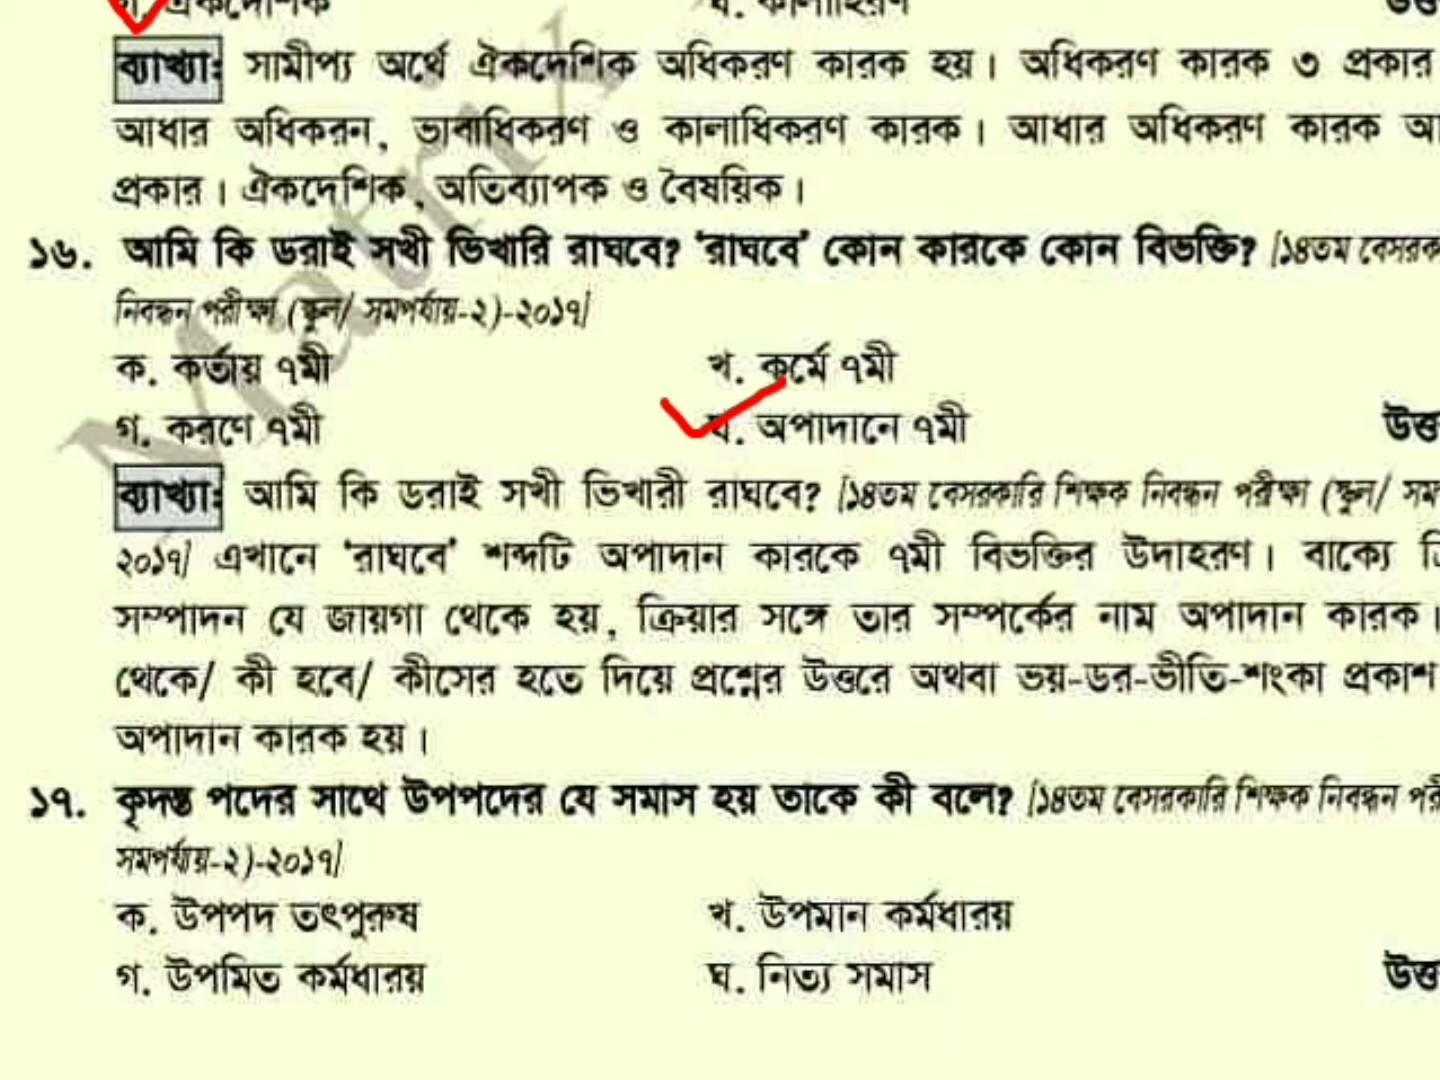 গ. ঐকদেশিক
ব্যাখ্যা: সামীপ্য অর্থে ঐকদেশিক অধিকরণ কারক হয়। অধিকরণ কারক ৩ প্রকার
আধার অধিকরন, ভাবাধিকরণ ও কালাধিকরণ কারক। আধার অধিকরণ কারক
প্রকার। ঐকদেশিক, অতিব্যাপক ও বৈষয়িক।
১৬. আমি কি ডরাই সখী ভিখারি রাঘবে? ‘রাঘবে’ কোন কারকে কোন বিভক্তি? [১৪তম
নিবন্ধন পরীক্ষা (স্কুল/ সমপর্যায়-২)-২০১৭]
ক. কর্তায় ৭মী খ. কর্মে ৭মী
গ. করণে ৭মী ঘ. অপাদানে ৭মী
ব্যাখ্যা: আমি কি ডরাই সখী ভিখারী রাঘবে? [১৪তম বেসরকারি শিক্ষক নিবন্ধন পরীক্ষা (স্কুল/
২০১৭] এখানে ‘রাঘবে’ শব্দটি অপাদান কারকে ৭মী বিভক্তির উদাহরণ। বাক্যে
সম্পাদন যে জায়গা থেকে হয়, ক্রিয়ার সঙ্গে তার সম্পর্কের নাম অপাদান কারক।
থেকে/ কী হবে/ কীসের হতে দিয়ে প্রশ্নের উত্তরে অথবা ভয়-ডর-ভীতি-শংকা প্রকাশ
অপাদান কারক হয়।
১৭. কৃদন্ত পদের সাথে উপপদের যে সমাস হয় তাকে কী বলে? [১৪তম বেসরকারি শিক্ষক নিবন্ধন
সমপর্যায়-২)-২০১৭]
ক. উপপদ তৎপুরুষ খ. উপমান কর্মধারয়
গ. উপমিত কর্মধারয় ঘ. নিত্য সমাস
Matrix